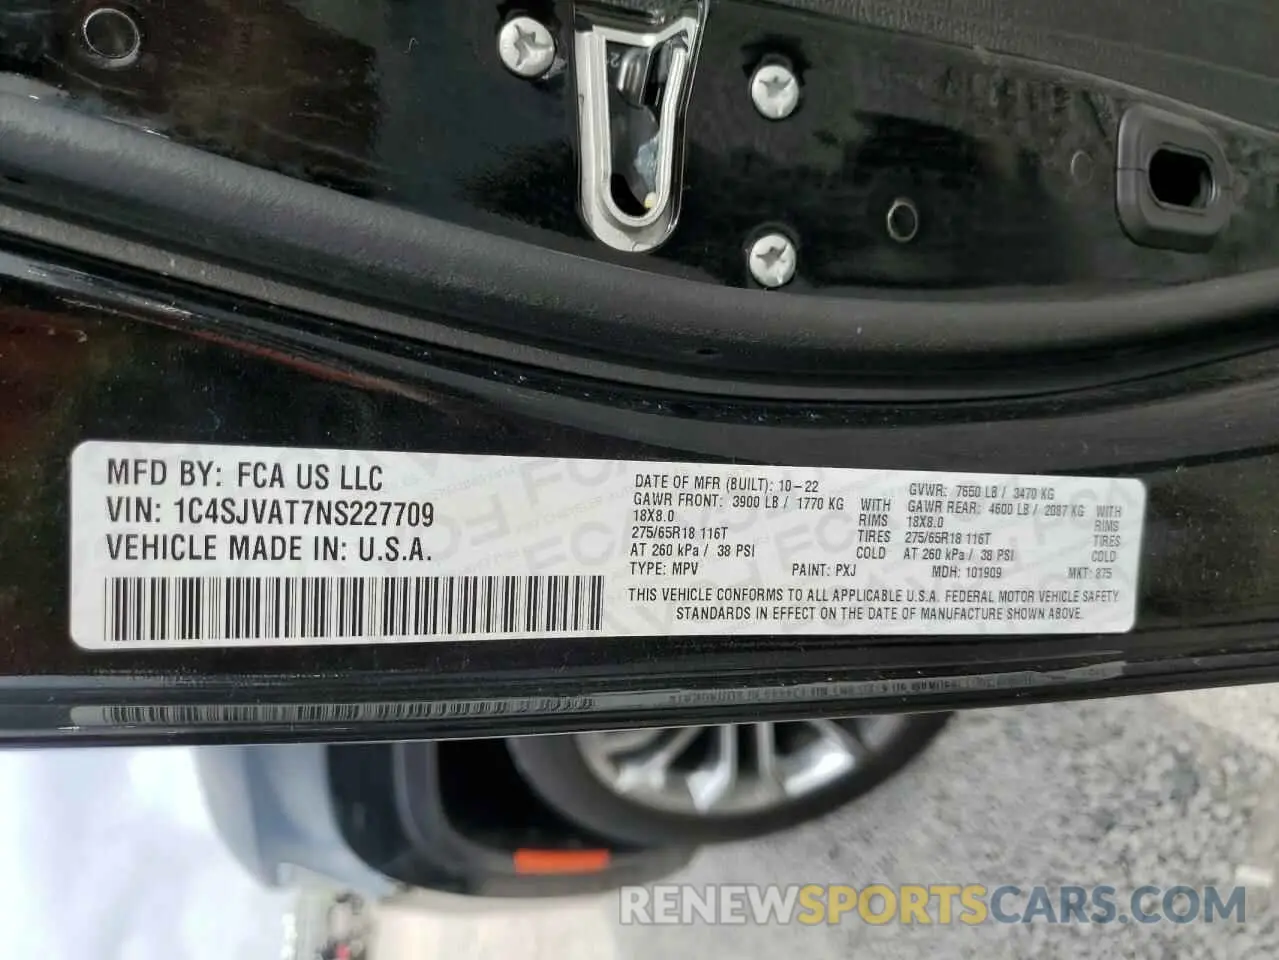 MFD BY: FCA US LLC
VIN: 1C4SJVAT7NS227709
VEHICLE MADE IN: U.S.A.
DATE OF MFR (BUILT): 10-22
GVWR: 7650 LB / 3470 KG
GAWR FRONT: 3900 LB / 1770 KG WITH
GAWR REAR: 4600 LB / 2087 KG WITH
18X8.0 RIMS
18X8.0 RIMS
275/65R18 116T TIRES
275/65R18 116T TIRES
AT 260 kPa / 38 PSI COLD
AT 260 kPa / 38 PSI COLD
TYPE: MPV PAINT: PXJ MDH: 101909 MKT: 875
THIS VEHICLE CONFORMS TO ALL APPLICABLE U.S.A. FEDERAL MOTOR VEHICLE SAFETY
STANDARDS IN EFFECT ON THE DATE OF MANUFACTURE SHOWN ABOVE.
RENEWSPORTSCARS.COM